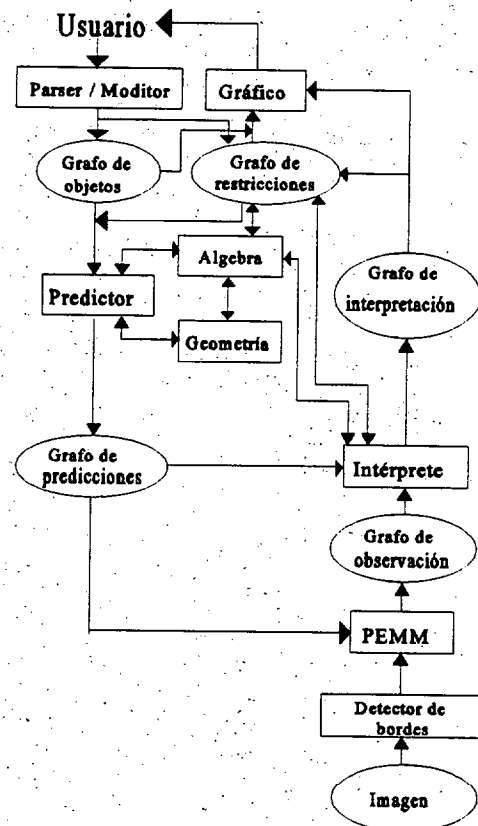 Usuario
Parser / Moditor
Gráfico
Grafo de
objetos
Grafo de
restricciones
Algebra
Grafo de
interpretación
Predictor
Geometría
Grafo de
predicciones
Intérprete
Grafo de
observación
PEMM
Detector de
bordes
Imagen